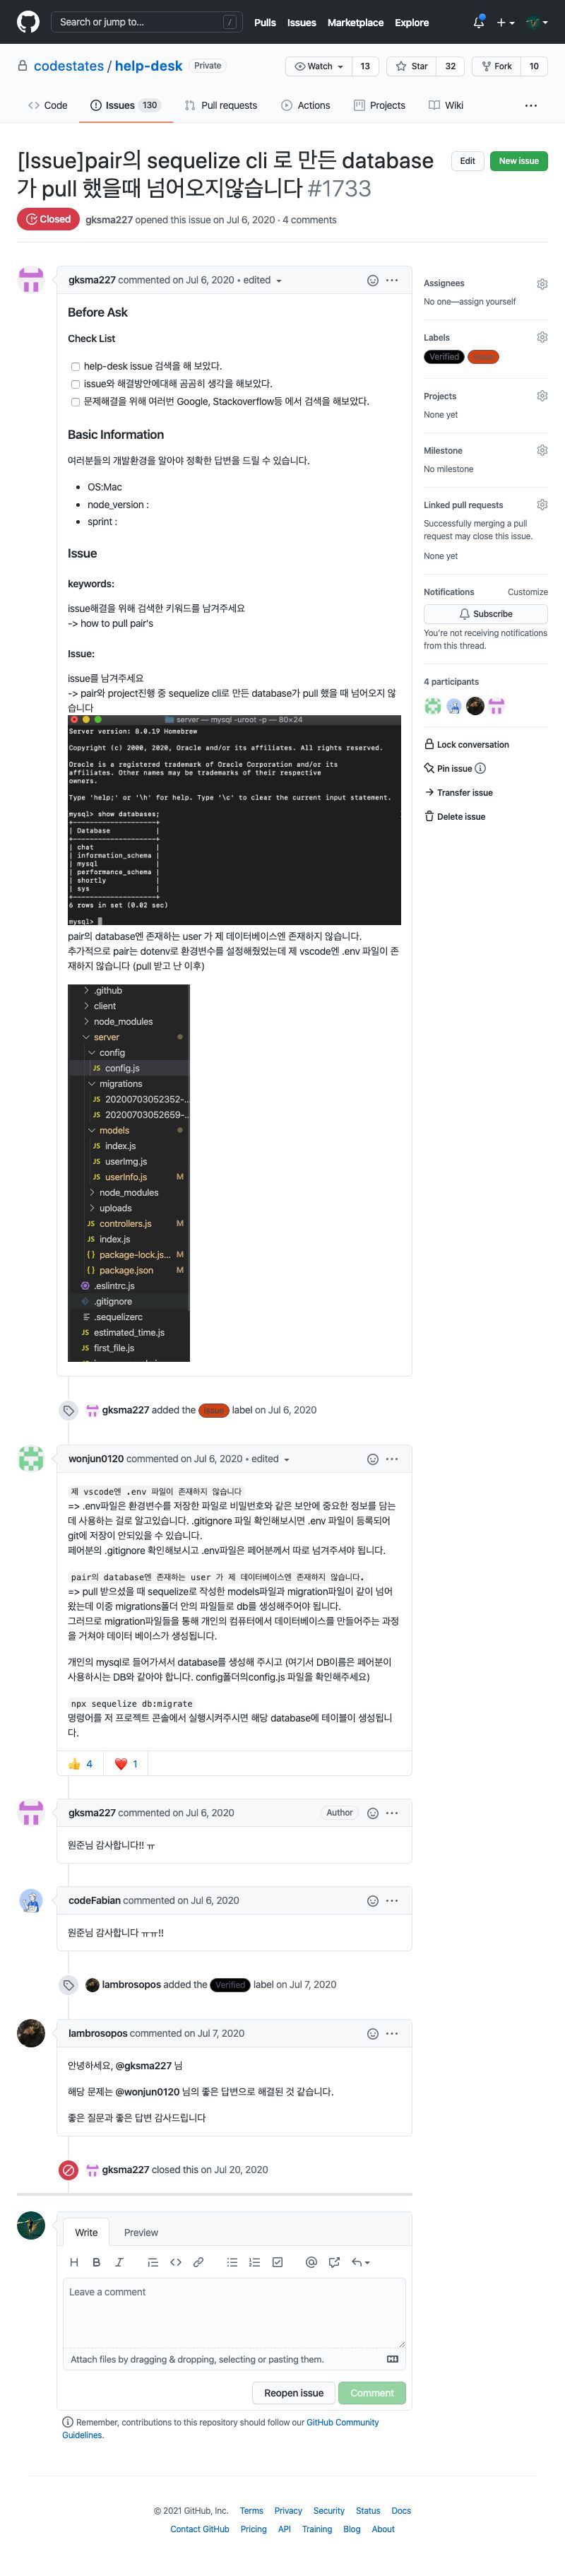 Search or jump to...
/
Pulls
Issues
Marketplace
Explore
codestates / help-desk
Private
Watch
13
Star
32
Fork
10
Code
Issues
130
Pull requests
Actions
Projects
Wiki
[Issue]pair의 sequelize cli 로 만든 database
가 pull 했을때 넘어오지않습니다 #1733
Edit
New issue
Closed
gksma227 opened this issue on Jul 6, 2020 · 4 comments
gksma227 commented on Jul 6, 2020 • edited
Before Ask
Check List
help-desk issue 검색을 해 보았다.
issue와 해결방안에대해 곰곰히 생각을 해보았다.
문제해결을 위해 여러번 Google, Stackoverflow등 에서 검색을 해보았다.
Basic Information
여러분들의 개발환경을 알아야 정확한 답변을 드릴 수 있습니다.
• OS:Mac
• node_version :
• sprint :
Issue
keywords:
issue해결을 위해 검색한 키워드를 남겨주세요
-> how to pull pair's
Issue:
issue를 남겨주세요
-> pair와 project진행 중 sequelize cli로 만든 database가 pull 했을 때 넘어오지 않
습니다
server — mysql -uroot -p — 80×24
Server version: 8.0.19 Homebrew
Copyright (c) 2000, 2020, Oracle and/or its affiliates. All rights reserved.
Oracle is a registered trademark of Oracle Corporation and/or its
affiliates. Other names may be trademarks of their respective
owners.
Type 'help;' or '\h' for help. Type '\c' to clear the current input statement.
mysql> show databases;
+--------------------+
| Database |
+--------------------+
| chat |
| information_schema |
| mysql |
| performance_schema |
| shortly |
| sys |
+--------------------+
6 rows in set (0.02 sec)
mysql>
pair의 database엔 존재하는 user 가 제 데이터베이스엔 존재하지 않습니다.
추가적으로 pair는 dotenv로 환경변수를 설정해줬었는데 제 vscode엔 .env 파일이 존
재하지 않습니다 (pull 받고 난 이후)
.github
client
node_modules
server
config
JS config.js
migrations
JS 20200703052352-..
JS 20200703052659-..
models
JS index.js
JS userImg.js
JS userInfo.js M
node_modules
uploads
JS controllers.js M
JS index.js
{ } package-lock.js... M
{ } package.json M
.eslintrc.js
.gitignore
.sequelizerc
JS estimated_time.js
JS first_file.js
gksma227 added the issue label on Jul 6, 2020
wonjun0120 commented on Jul 6, 2020 • edited
제 vscode엔 .env 파일이 존재하지 않습니다
=> .env파일은 환경변수를 저장한 파일로 비밀번호와 같은 보안에 중요한 정보를 담는
데 사용하는 걸로 알고있습니다. .gitignore 파일 확인해보시면 .env 파일이 등록되어
git에 저장이 안되있을 수 있습니다.
페어분의 .gitignore 확인해보시고 .env파일은 페어분께서 따로 넘겨주셔야 됩니다.
pair의 database엔 존재하는 user 가 제 데이터베이스엔 존재하지 않습니다.
=> pull 받으셨을 때 sequelize로 작성한 models파일과 migration파일이 같이 넘어
왔는데 이중 migrations폴더 안의 파일들로 db를 생성해주어야 됩니다.
그러므로 migration파일들을 통해 개인의 컴퓨터에서 데이터베이스를 만들어주는 과정
을 거쳐야 데이터 베이스가 생성됩니다.
개인의 mysql로 들어가셔서 database를 생성해 주시고 (여기서 DB이름은 페어분이
사용하시는 DB와 같아야 합니다. config폴더의config.js 파일을 확인해주세요)
npx sequelize db:migrate
명령어를 저 프로젝트 콘솔에서 실행시켜주시면 해당 database에 테이블이 생성됩니
다.
👍 4
❤️ 1
gksma227 commented on Jul 6, 2020
Author
원준님 감사합니다!! ㅠ
codeFabian commented on Jul 6, 2020
원준님 감사합니다 ㅠㅠ!!
lambrosopos added the Verified label on Jul 7, 2020
lambrosopos commented on Jul 7, 2020
안녕하세요, @gksma227 님
해당 문제는 @wonjun0120 님의 좋은 답변으로 해결된 것 같습니다.
좋은 질문과 좋은 답변 감사드립니다
gksma227 closed this on Jul 20, 2020
Write
Preview
Leave a comment
Attach files by dragging & dropping, selecting or pasting them.
Reopen issue
Comment
Remember, contributions to this repository should follow our GitHub Community
Guidelines.
Assignees
No one—assign yourself
Labels
Verified
issue
Projects
None yet
Milestone
No milestone
Linked pull requests
Successfully merging a pull
request may close this issue.
None yet
Notifications
Customize
Subscribe
You're not receiving notifications
from this thread.
4 participants
Lock conversation
Pin issue
Transfer issue
Delete issue
© 2021 GitHub, Inc.
Terms
Privacy
Security
Status
Docs
Contact GitHub
Pricing
API
Training
Blog
About